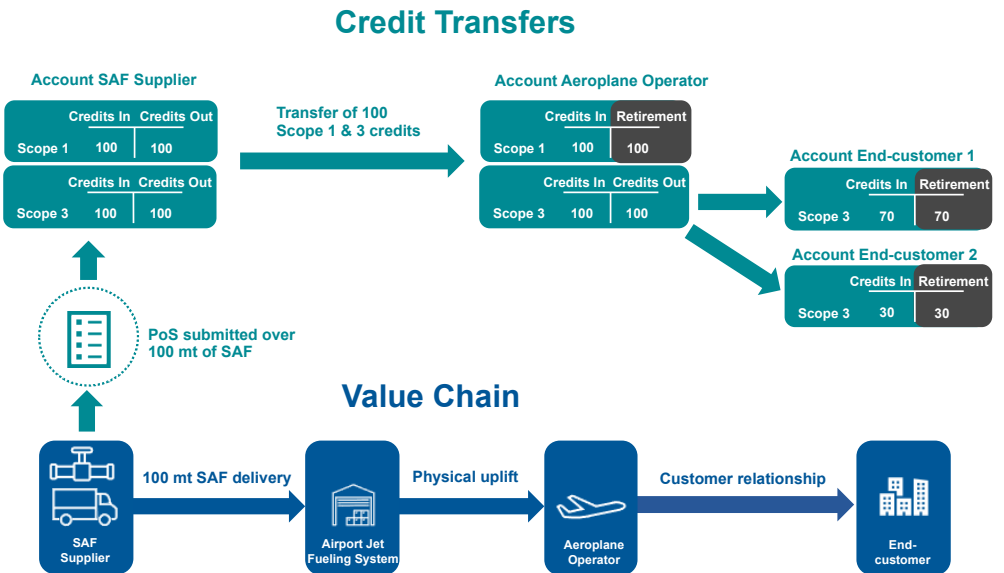 Credit Transfers
Account SAF Supplier
Credits In Credits Out
Scope 1 100 100
Credits In Credits Out
Scope 3 100 100
Transfer of 100
Scope 1 & 3 credits
Account Aeroplane Operator
Credits In Retirement
Scope 1 100 100
Credits In Credits Out
Scope 3 100 100
Account End-customer 1
Credits In Retirement
Scope 3 70 70
Account End-customer 2
Credits In Retirement
Scope 3 30 30
PoS submitted over
100 mt of SAF
Value Chain
SAF
Supplier
100 mt SAF delivery
Airport Jet
Fueling System
Physical uplift
Aeroplane
Operator
Customer relationship
End-
customer